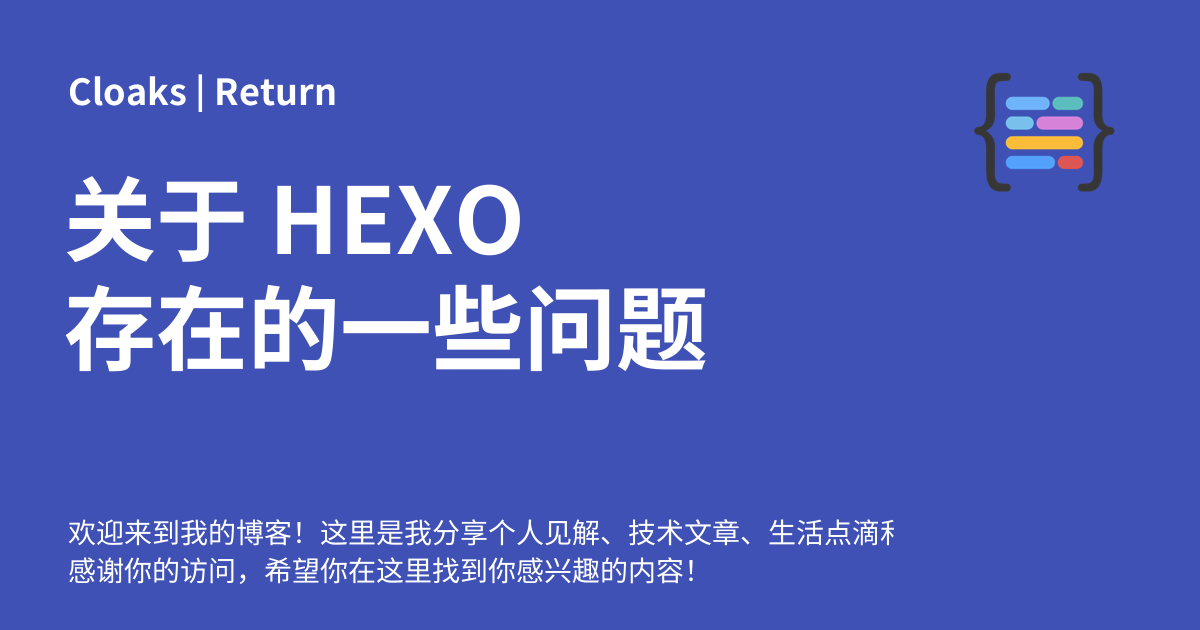 Cloaks | Return
关于 HEXO
存在的一些问题
欢迎来到我的博客！这里是我分享个人见解、技术文章、生活点滴
感谢你的访问，希望你在这里找到你感兴趣的内容！